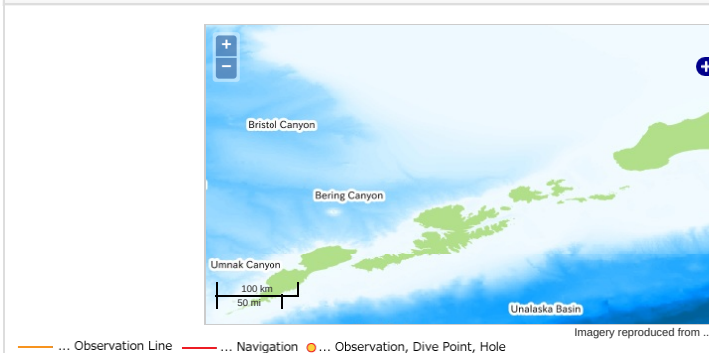 +
−
+
Bristol Canyon
Bering Canyon
Umnak Canyon
100 km
50 mi
Unalaska Basin
Imagery reproduced from ..
... Observation Line ... Navigation ... Observation, Dive Point, Hole